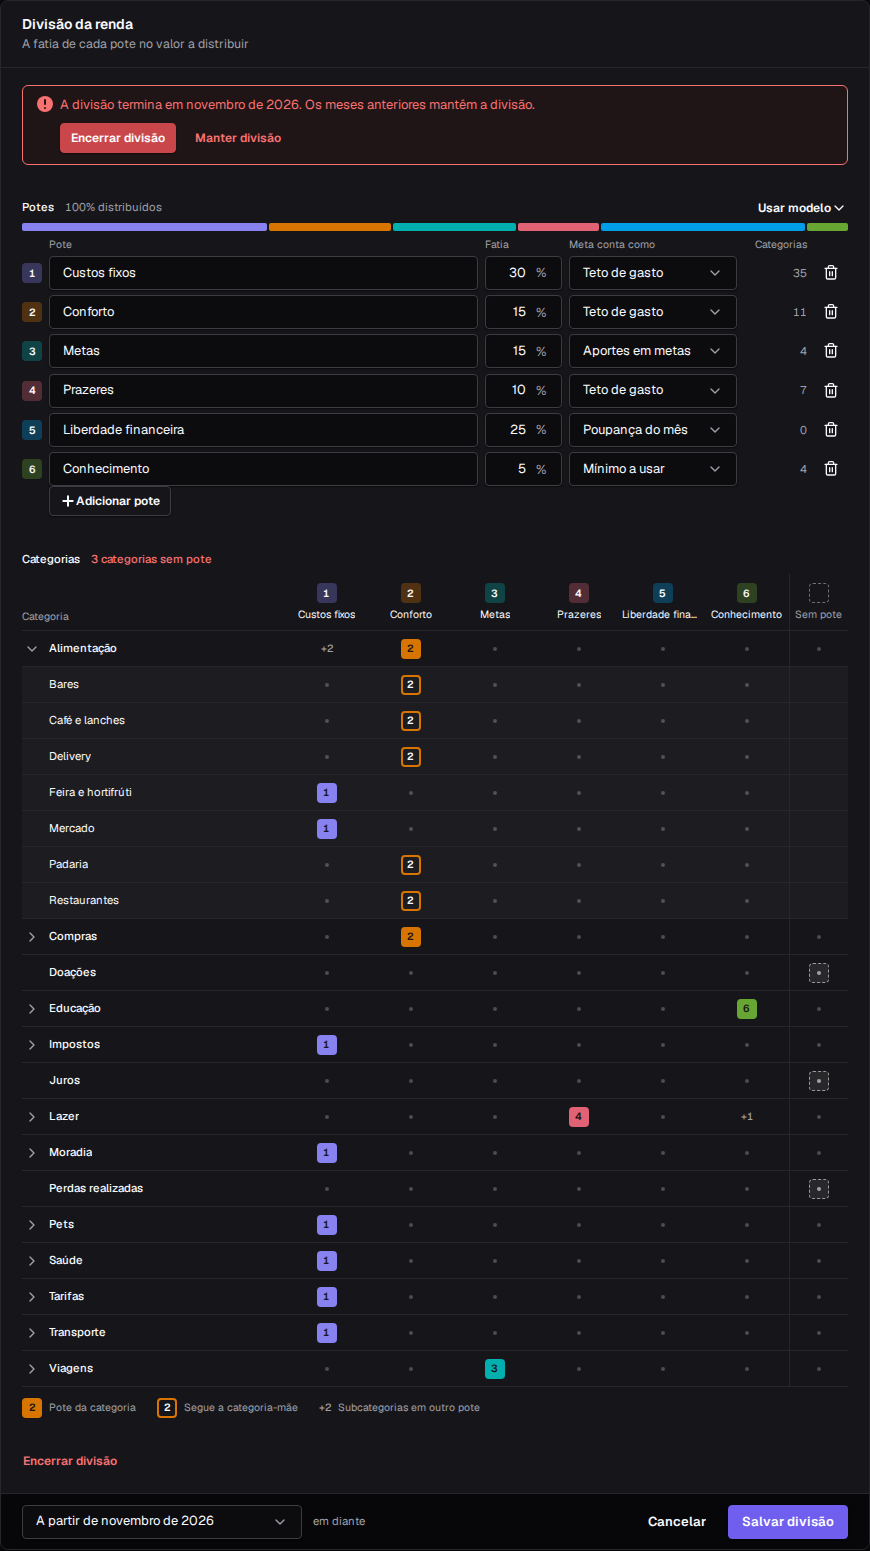 Divisão da renda
A fatia de cada pote no valor a distribuir
A divisão termina em novembro de 2026. Os meses anteriores mantêm a divisão.
Encerrar divisão Manter divisão
Potes 100% distribuídos Usar modelo
Pote Fatia Meta conta como Categorias
1 Custos fixos 30 % Teto de gasto 35
2 Conforto 15 % Teto de gasto 11
3 Metas 15 % Aportes em metas 4
4 Prazeres 10 % Teto de gasto 7
5 Liberdade financeira 25 % Poupança do mês 0
6 Conhecimento 5 % Mínimo a usar 4
Adicionar pote
Categorias 3 categorias sem pote
1 2 3 4 5 6
Categoria Custos fixos Conforto Metas Prazeres Liberdade fina... Conhecimento Sem pote
Alimentação +2 2
Bares 2
Café e lanches 2
Delivery 2
Feira e hortifrúti 1
Mercado 1
Padaria 2
Restaurantes 2
Compras 2
Doações
Educação 6
Impostos 1
Juros
Lazer 4 +1
Moradia 1
Perdas realizadas
Pets 1
Saúde 1
Tarifas 1
Transporte 1
Viagens 3
2 Pote da categoria 2 Segue a categoria-mãe +2 Subcategorias em outro pote
Encerrar divisão
A partir de novembro de 2026 em diante Cancelar Salvar divisão